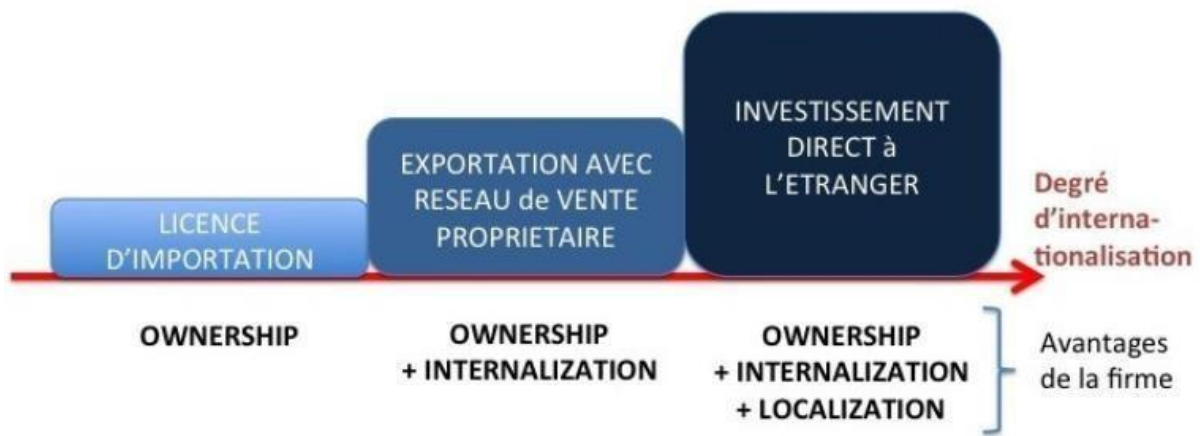 LICENCE
D'IMPORTATION
EXPORTATION AVEC
RESEAU de VENTE
PROPRIETAIRE
INVESTISSEMENT
DIRECT à
L'ETRANGER
Degré
d'interna-
tionalisation
OWNERSHIP
OWNERSHIP
+ INTERNALIZATION
OWNERSHIP
+ INTERNALIZATION
+ LOCALIZATION
Avantages
de la firme